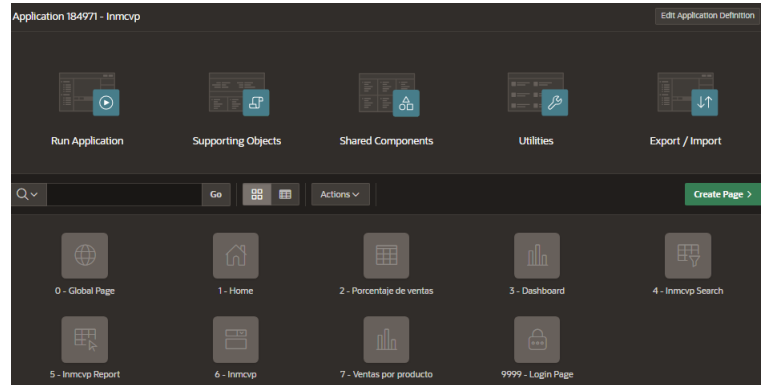 Application 184971 - Inmcvp
Edit Application Definition
Run Application
Supporting Objects
Shared Components
Utilities
Export / Import
Go
Actions
Create Page
0 - Global Page
1 - Home
2 - Porcentaje de ventas
3 - Dashboard
4 - Inmcvp Search
5 - Inmcvp Report
6 - Inmcvp
7 - Ventas por producto
9999 - Login Page